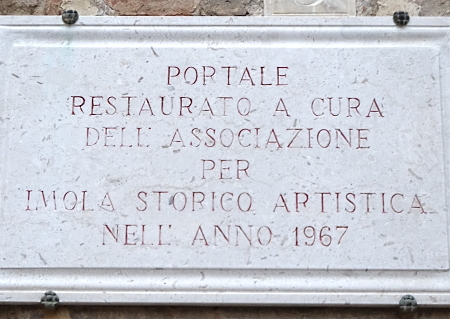 PORTALE
RESTAURATO A CURA
DELL' ASSOCIAZIONE
PER
IMOLA STORICO ARTISTICA
NELL' ANNO 1967